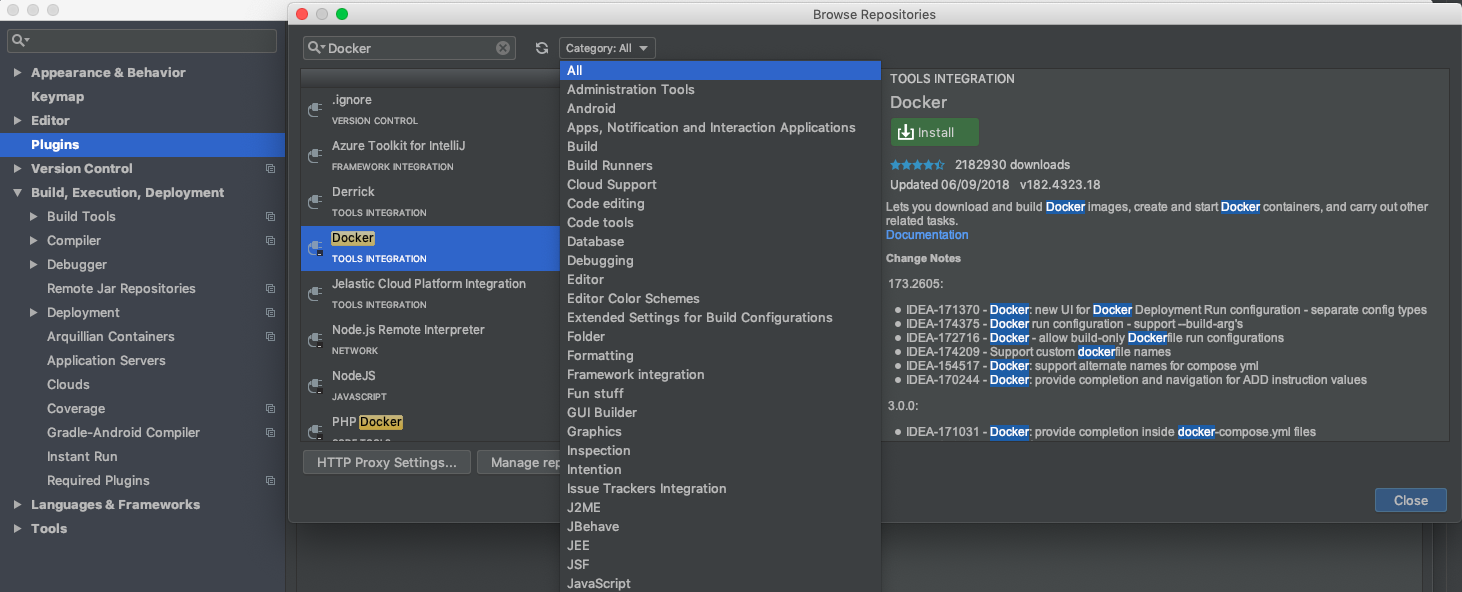 Browse Repositories
Appearance & Behavior
Keymap
Editor
Plugins
Version Control
Build, Execution, Deployment
Build Tools
Compiler
Debugger
Remote Jar Repositories
Deployment
Arquillian Containers
Application Servers
Clouds
Coverage
Gradle-Android Compiler
Instant Run
Required Plugins
Languages & Frameworks
Tools
Docker
Category: All
.ignore
VERSION CONTROL
Azure Toolkit for IntelliJ
FRAMEWORK INTEGRATION
Derrick
TOOLS INTEGRATION
Docker
TOOLS INTEGRATION
Jelastic Cloud Platform Integration
TOOLS INTEGRATION
Node.js Remote Interpreter
NETWORK
NodeJS
JAVASCRIPT
PHP Docker
CODE TOOLS
HTTP Proxy Settings...
Manage rep
All
Administration Tools
Android
Apps, Notification and Interaction Applications
Build
Build Runners
Cloud Support
Code editing
Code tools
Database
Debugging
Editor
Editor Color Schemes
Extended Settings for Build Configurations
Folder
Formatting
Framework integration
Fun stuff
GUI Builder
Graphics
Inspection
Intention
Issue Trackers Integration
J2ME
JBehave
JEE
JSF
JavaScript
TOOLS INTEGRATION
Docker
Install
2182930 downloads
Updated 06/09/2018 v182.4323.18
Lets you download and build Docker images, create and start Docker containers, and carry out other
related tasks.
Documentation
Change Notes
173.2605:
• IDEA-171370 - Docker: new UI for Docker Deployment Run configuration - separate config types
• IDEA-174375 - Docker run configuration - support --build-arg's
• IDEA-172716 - Docker - allow build-only Dockerfile run configurations
• IDEA-174209 - Support custom dockerfile names
• IDEA-154517 - Docker: support alternate names for compose yml
• IDEA-170244 - Docker: provide completion and navigation for ADD instruction values
3.0.0:
• IDEA-171031 - Docker: provide completion inside docker-compose.yml files
Close